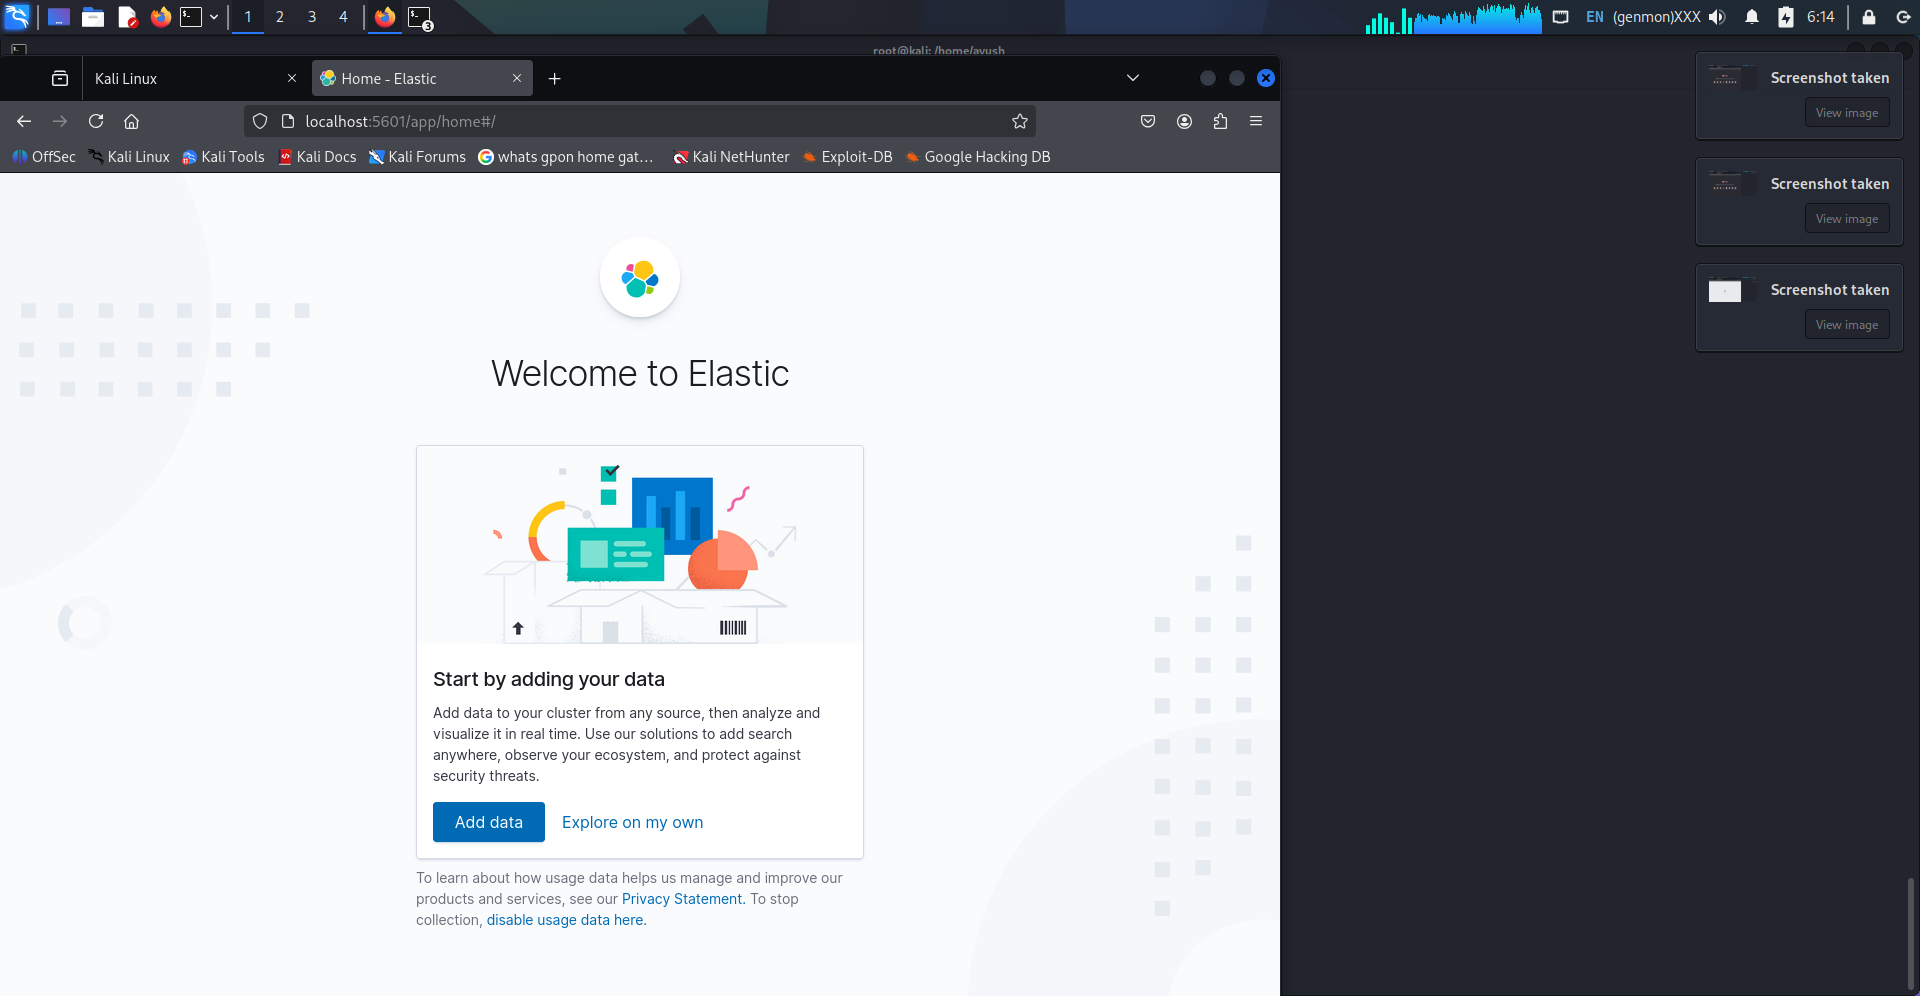 1 2 3 4 3 EN (genmon)XXX 6:14
root@kali: /home/ayush
Kali Linux
Home - Elastic
localhost:5601/app/home#/
OffSec Kali Linux Kali Tools Kali Docs Kali Forums whats gpon home gat… Kali NetHunter Exploit-DB Google Hacking DB
Screenshot taken
View image
Screenshot taken
View image
Screenshot taken
View image
Welcome to Elastic
Start by adding your data
Add data to your cluster from any source, then analyze and
visualize it in real time. Use our solutions to add search
anywhere, observe your ecosystem, and protect against
security threats.
Add data Explore on my own
To learn about how usage data helps us manage and improve our
products and services, see our Privacy Statement. To stop
collection, disable usage data here.